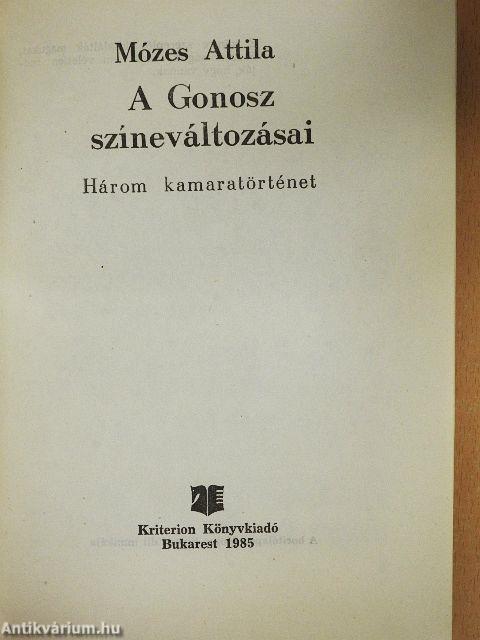 Mózes Attila
A Gonosz
színeváltozásai
Három kamaratörténet
Kriterion Könyvkiadó
Bukarest 1985
Antikvárium.hu